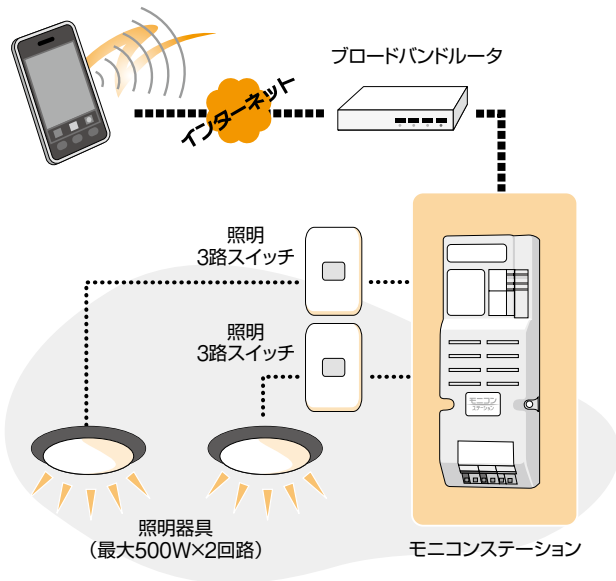 ブロードバンドルータ
インターネット
照明
3路スイッチ
照明
3路スイッチ
モニコン
ステーション
照明器具
（最大500W×2回路）
モニコンステーション